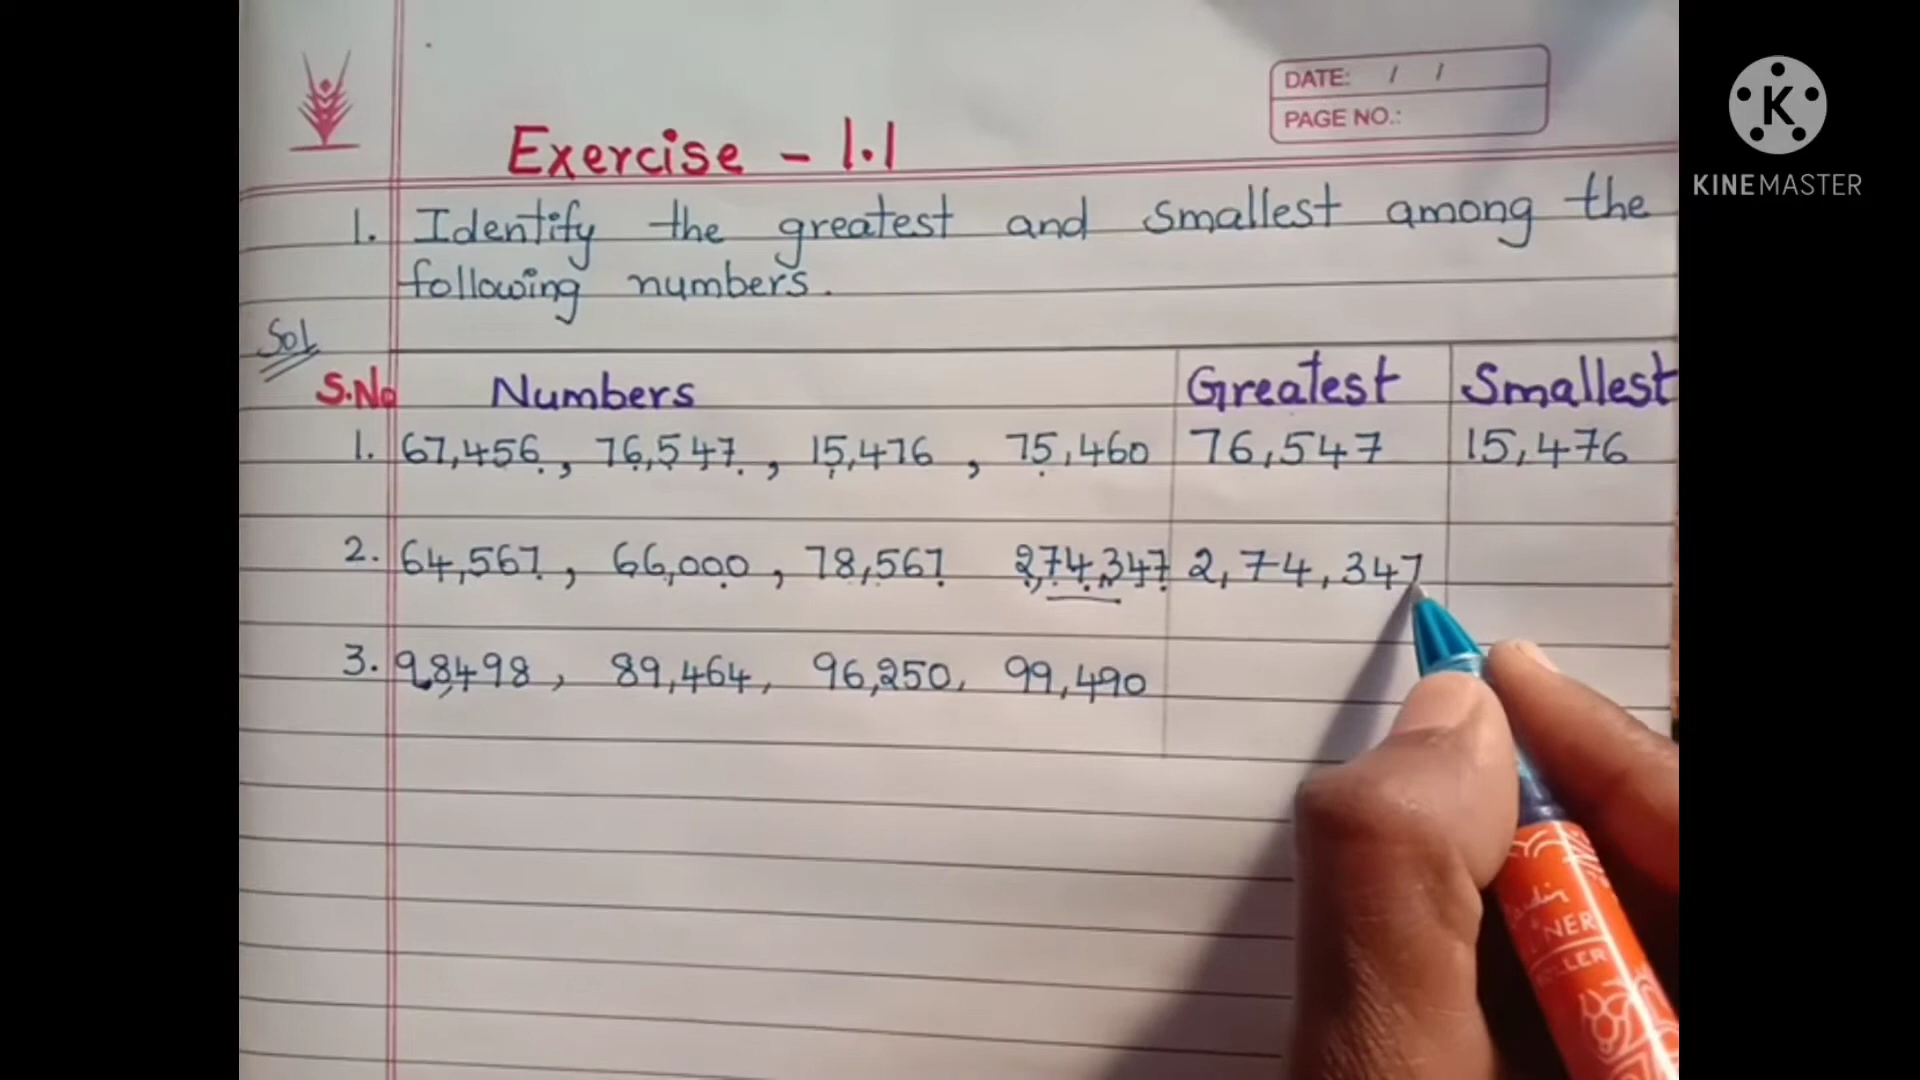 DATE: / /
PAGE NO.:
K
KINEMASTER
Exercise - 1.1
1. Identify the greatest and smallest among the
following numbers.
Sol
S.No Numbers Greatest Smallest
1. 67,456, 76,547, 15,476, 75,460 76,547 15,476
2. 64,567, 66,000, 78,567 2,74,347 2,74,347
3. 98,498, 89,464, 96,250, 99,490